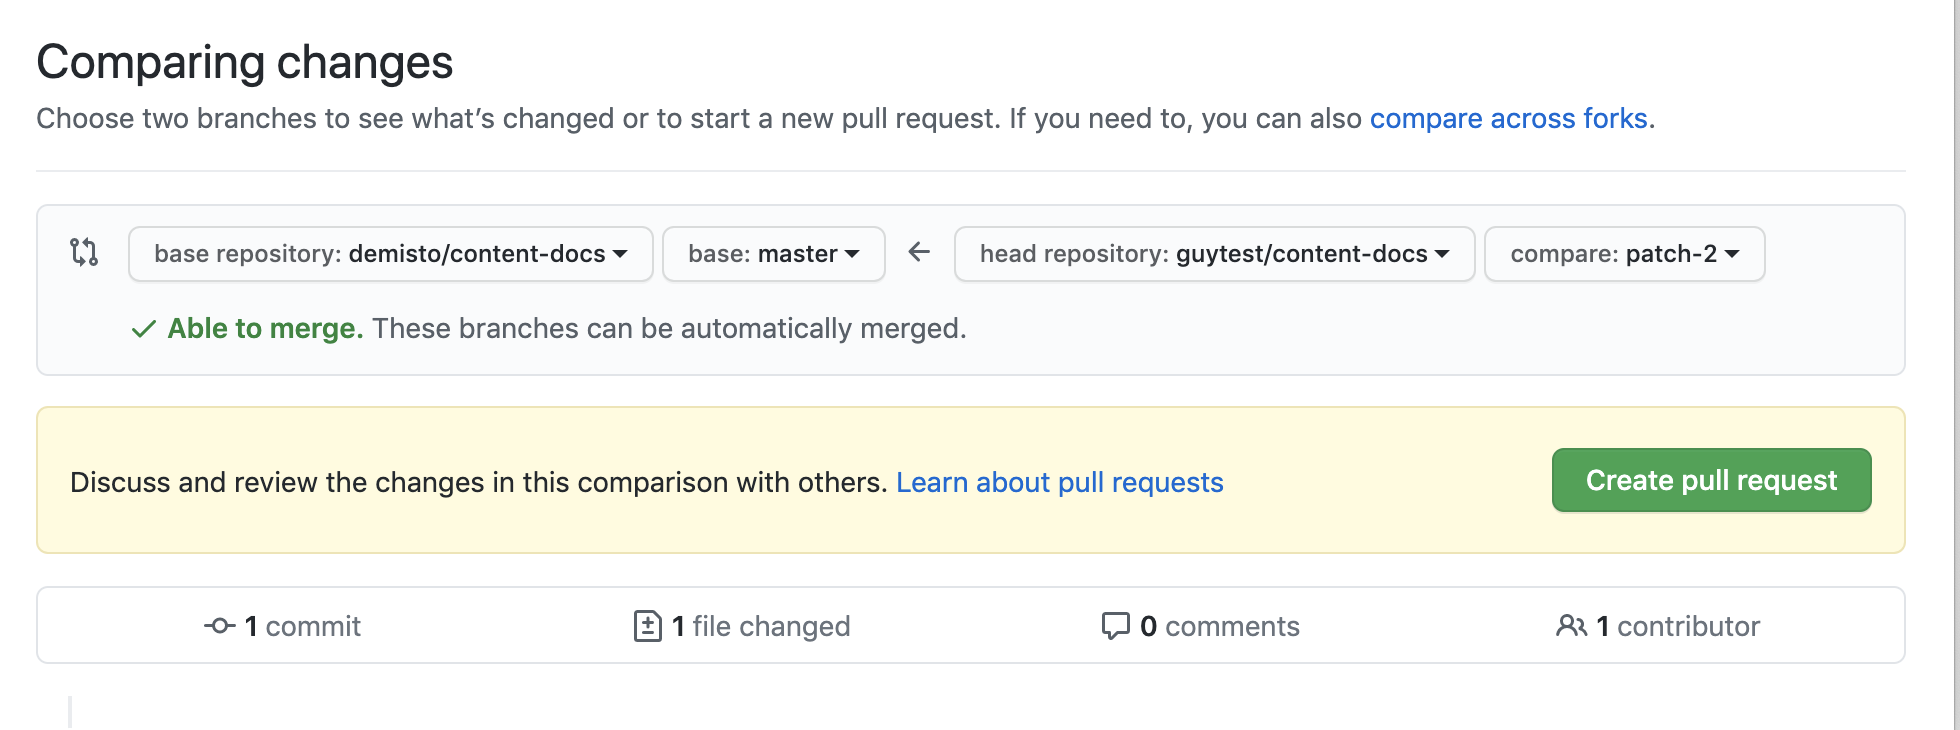 Comparing changes
Choose two branches to see what’s changed or to start a new pull request. If you need to, you can also compare across forks.
base repository: demisto/content-docs base: master head repository: guytest/content-docs compare: patch-2
Able to merge. These branches can be automatically merged.
Discuss and review the changes in this comparison with others. Learn about pull requests Create pull request
1 commit 1 file changed 0 comments 1 contributor